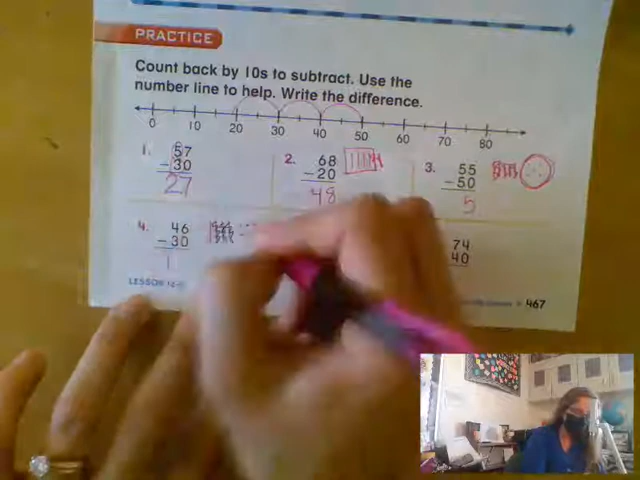 PRACTICE
Count back by 10s to subtract. Use the
number line to help. Write the difference.
0 10 20 30 40 50 60 70 80
1. 57 2. 68 3. 55
-30 -20 -50
27 48 5
4. 46 74
-30 40
1
LESSON
467